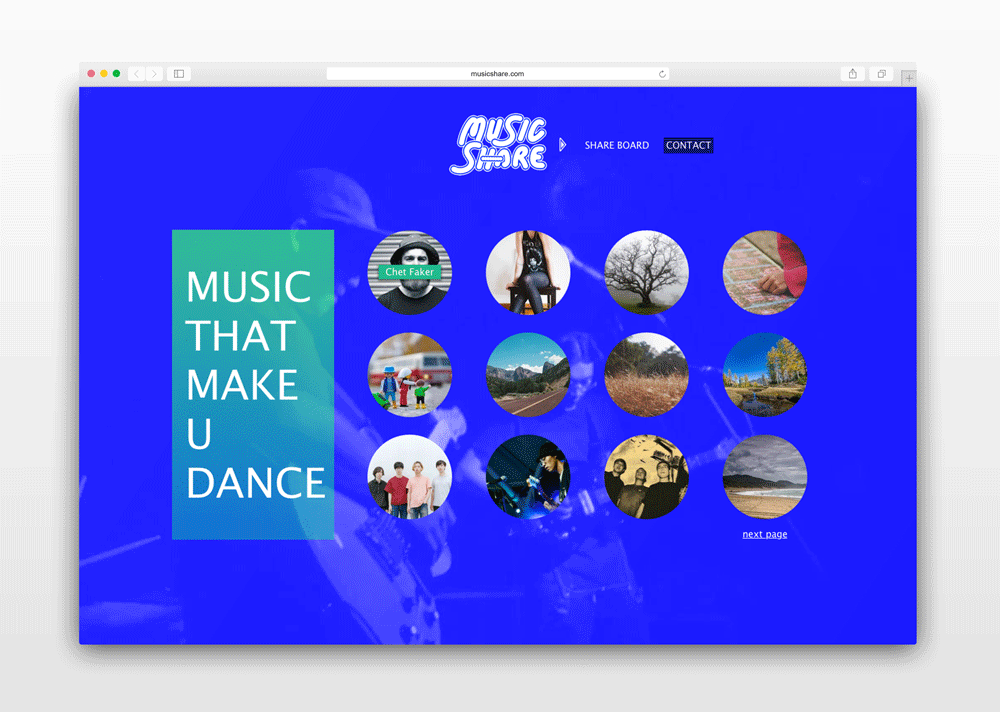 musicshare.com
MUSIC
SHARE
SHARE BOARD
CONTACT
MUSIC
THAT
MAKE
U
DANCE
Chet Faker
next page